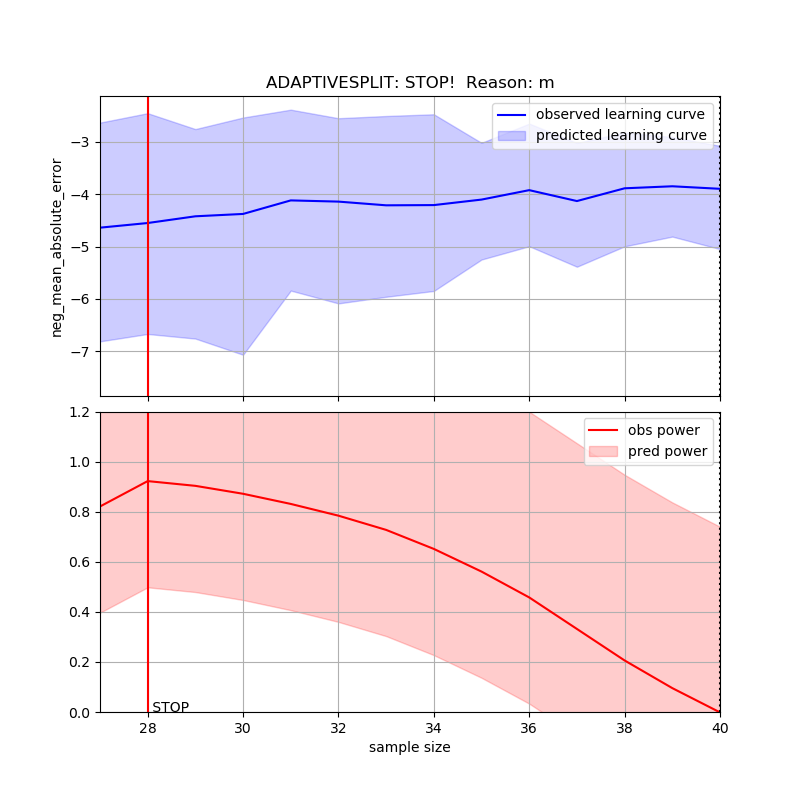 ADAPTIVESPLIT: STOP!  Reason: m
observed learning curve
predicted learning curve
neg_mean_absolute_error
−3
−4
−5
−6
−7
obs power
pred power
1.2
1.0
0.8
0.6
0.4
0.2
0.0
STOP
28 30 32 34 36 38 40
sample size